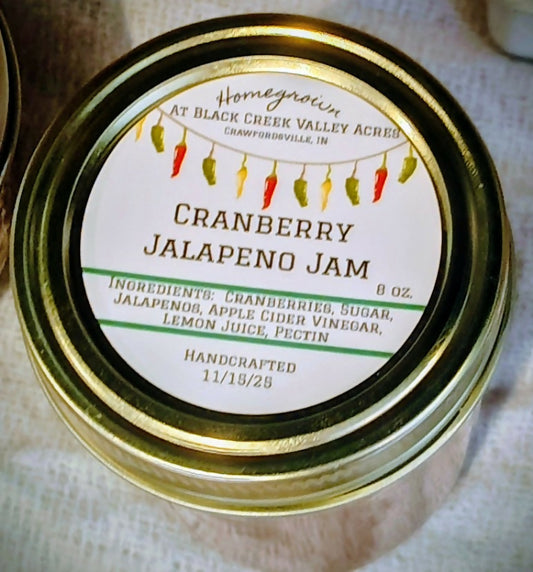 Homegrown
At Black Creek Valley Acres
Crawfordsville, IN
Cranberry
Jalapeno Jam
8 oz.
Ingredients: Cranberries, Sugar,
Jalapenos, Apple Cider Vinegar,
Lemon Juice, Pectin
Handcrafted
11/15/25